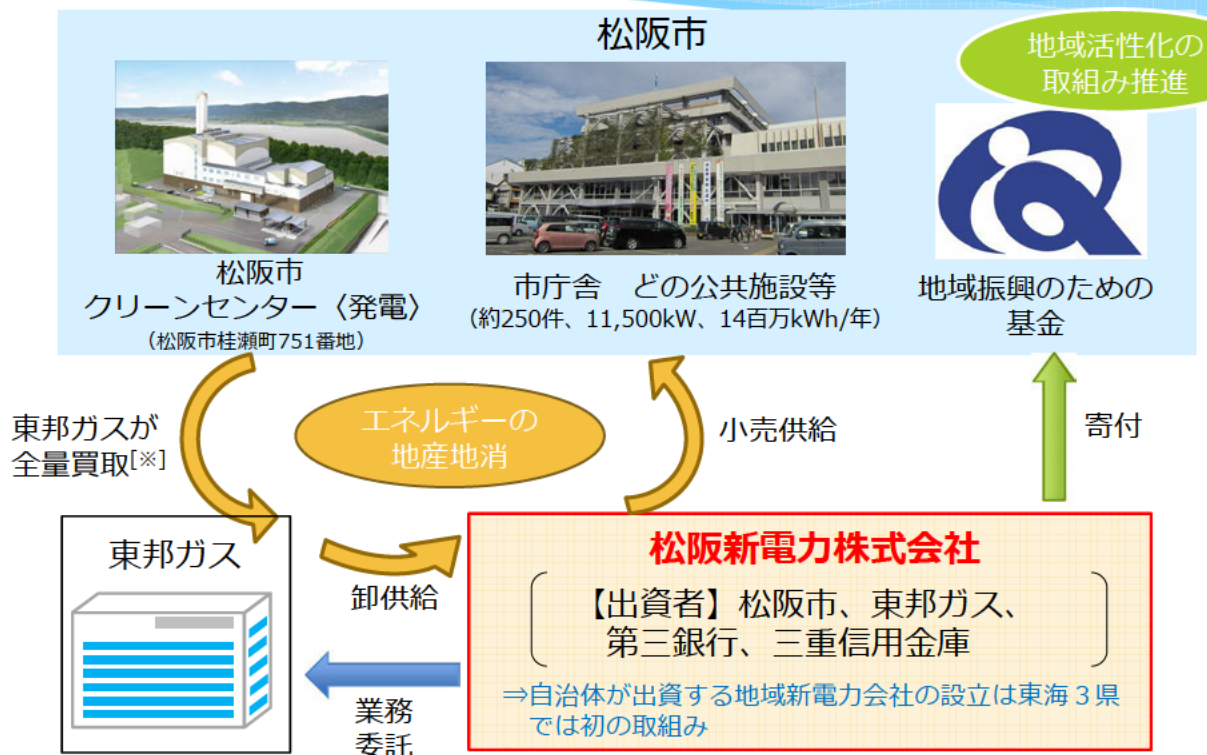 松阪市
地域活性化の
取組み推進
松阪市
クリーンセンター〈発電〉
（松阪市桂瀬町751番地）
市庁舎　どの公共施設等
（約250件、11,500kW、14百万kWh/年）
地域振興のための
基金
東邦ガスが
全量買取[※]
エネルギーの
地産地消
小売供給
寄付
東邦ガス
卸供給
業務
委託
松阪新電力株式会社
【出資者】松阪市、東邦ガス、
第三銀行、三重信用金庫
⇒自治体が出資する地域新電力会社の設立は東海３県
では初の取組み